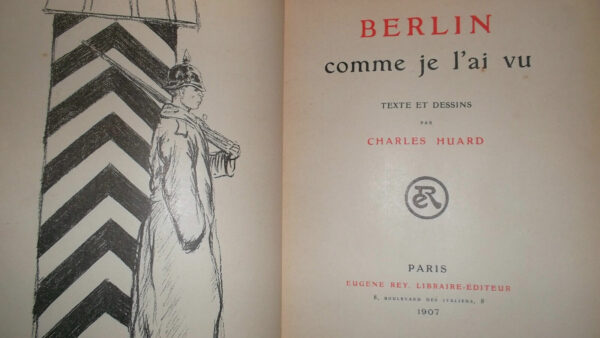 BERLIN
comme je l'ai vu
TEXTE ET DESSINS
PAR
CHARLES HUARD
PARIS
EUGENE REY, LIBRAIRE-ÉDITEUR
8, BOULEVARD DES ITALIENS, 8
1907